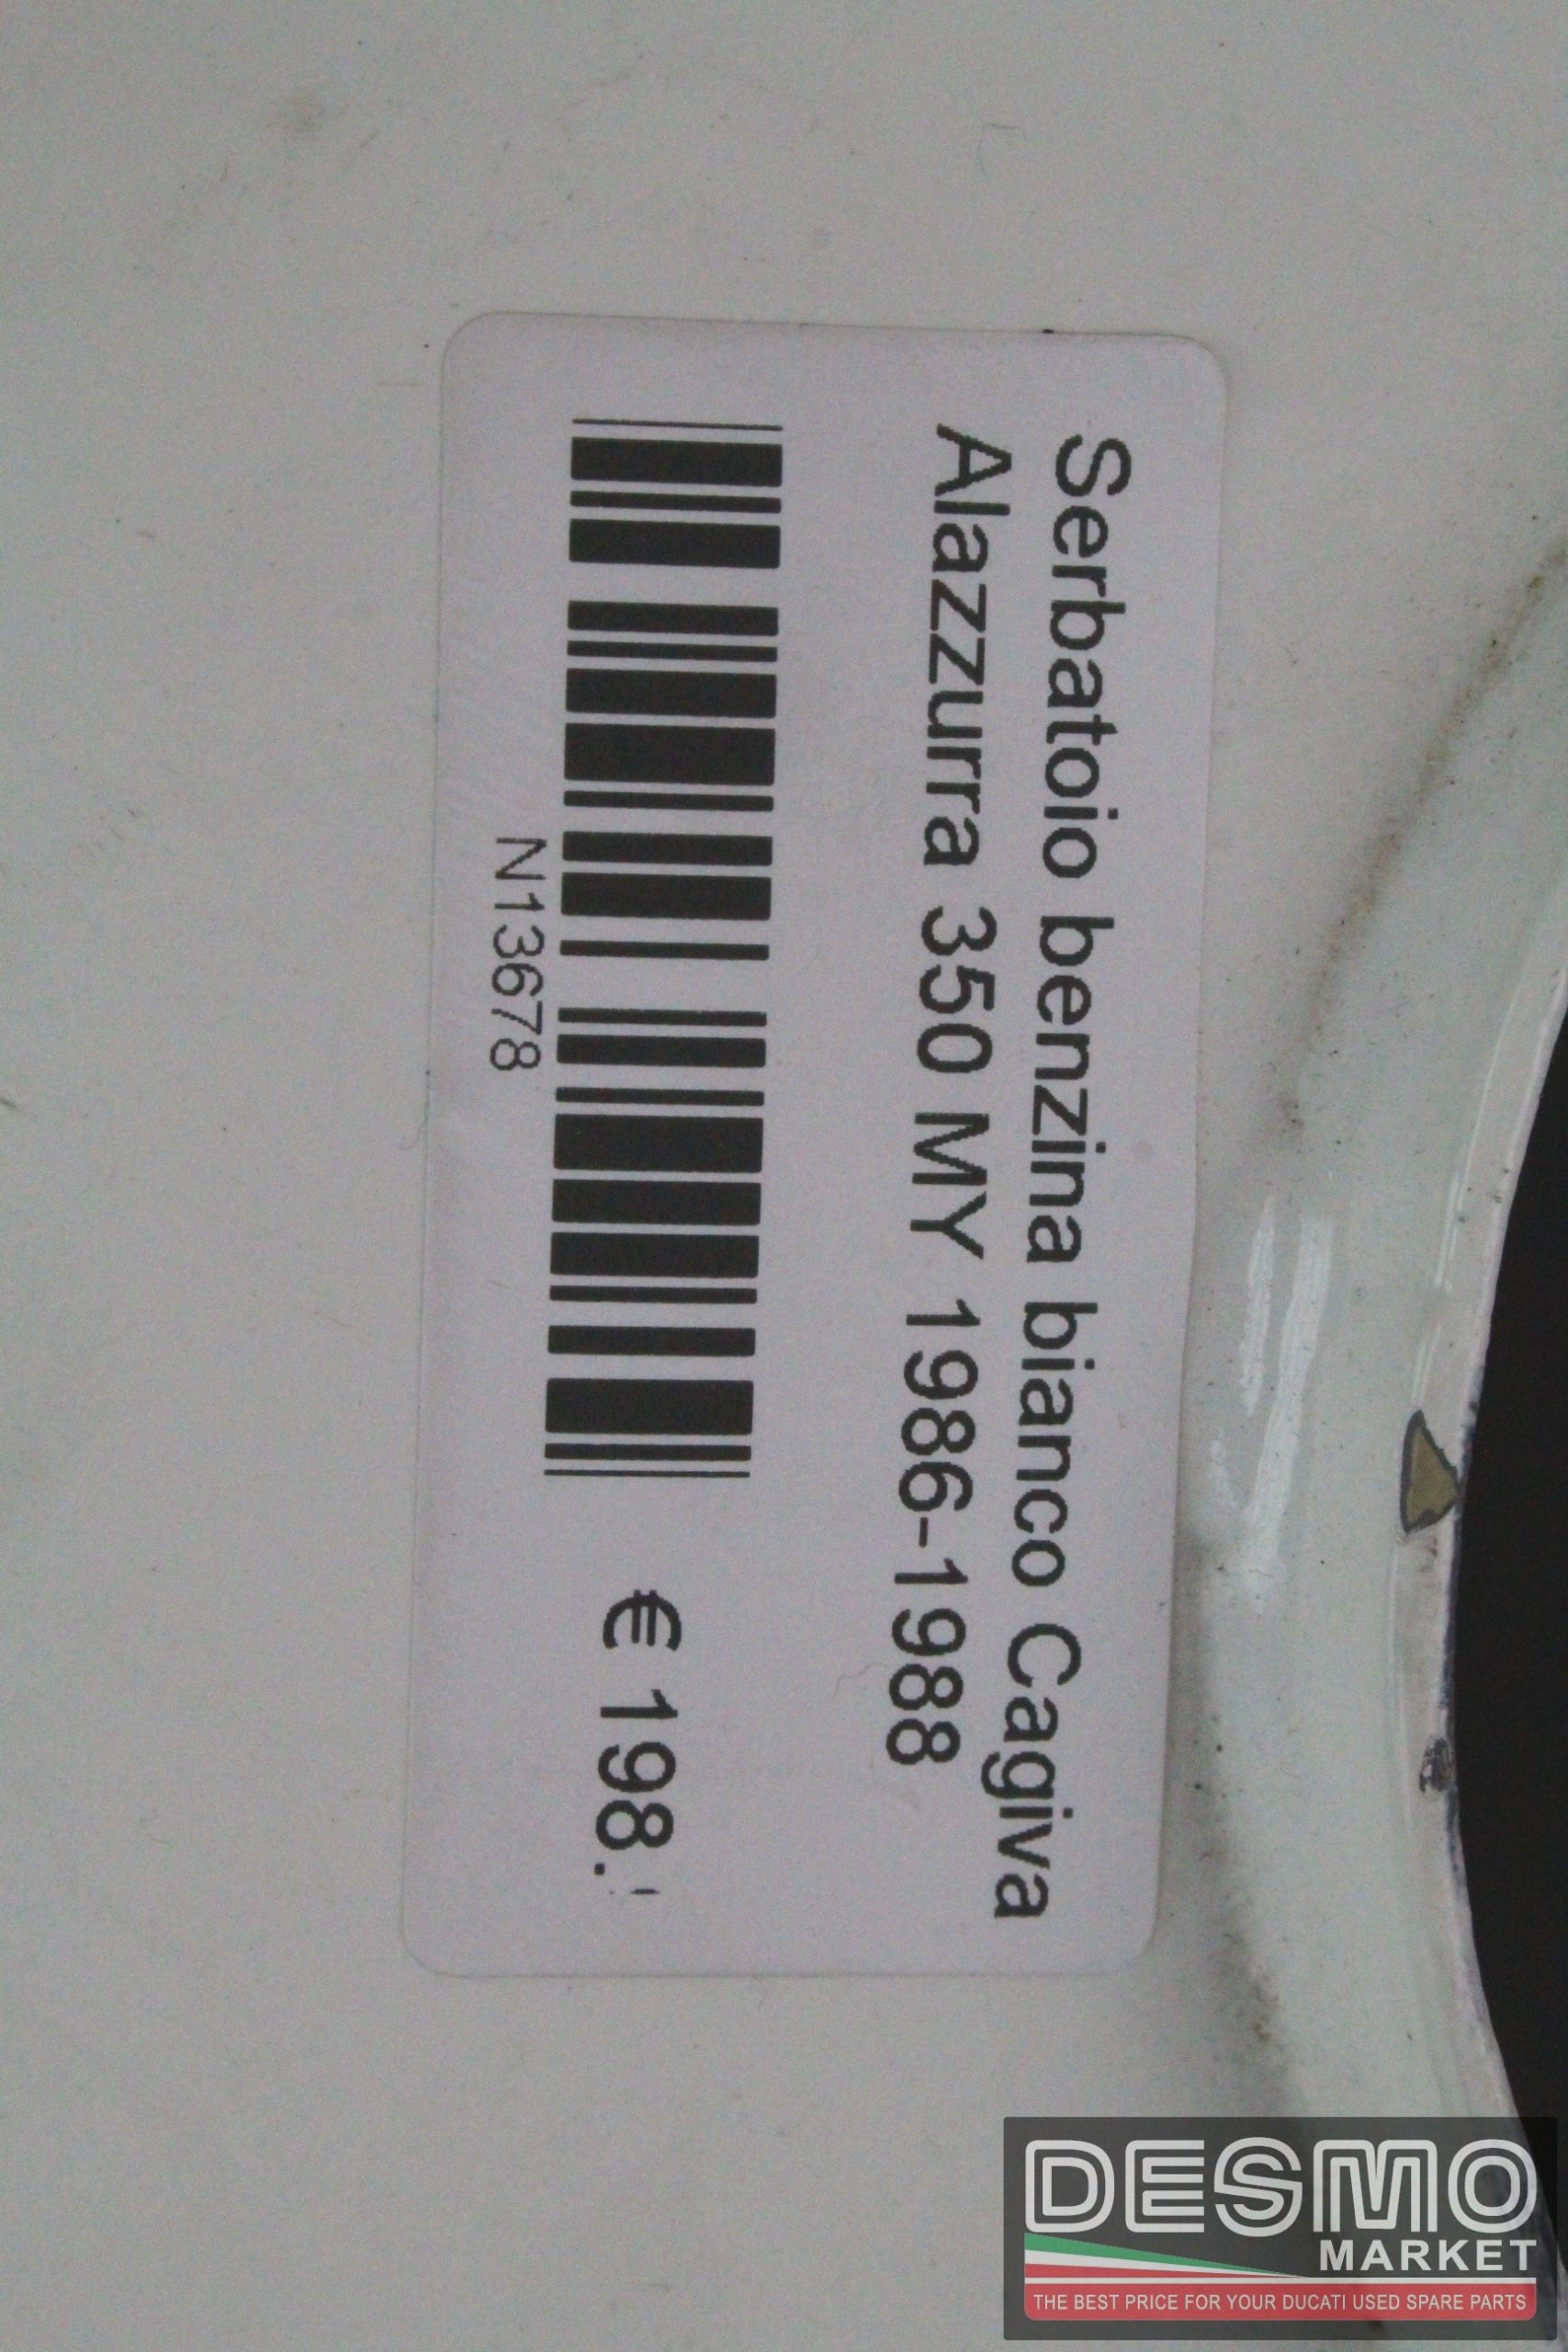 Serbatoio benzina bianco Cagiva
Alazzurra 350 MY 1986-1988
N13678
€ 198.
DESMO
MARKET
THE BEST PRICE FOR YOUR DUCATI USED SPARE PARTS